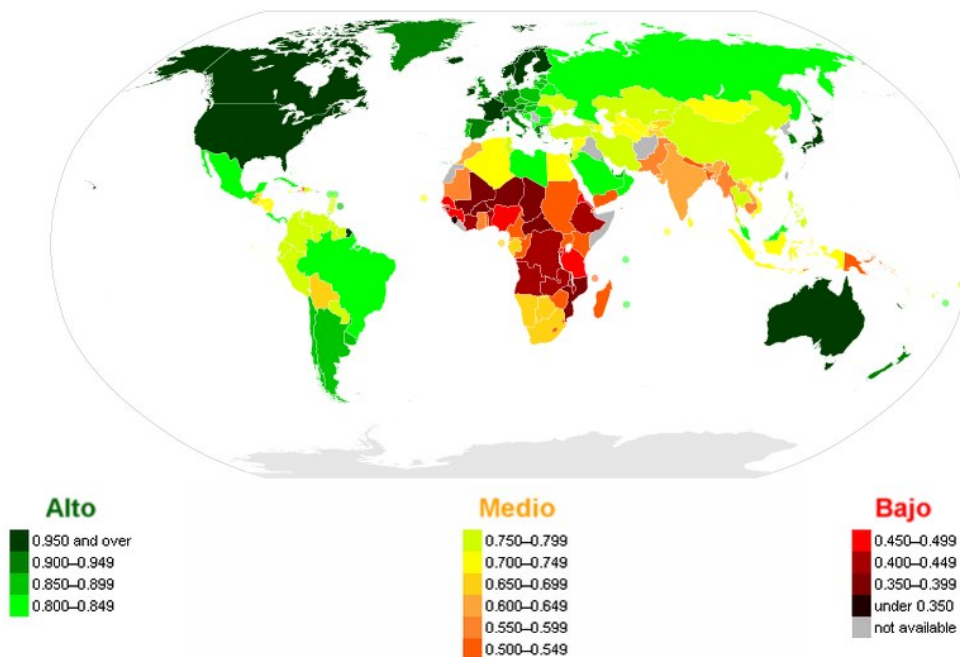 Alto
0.950 and over
0.900–0.949
0.850–0.899
0.800–0.849
Medio
0.750–0.799
0.700–0.749
0.650–0.699
0.600–0.649
0.550–0.599
0.500–0.549
Bajo
0.450–0.499
0.400–0.449
0.350–0.399
under 0.350
not available